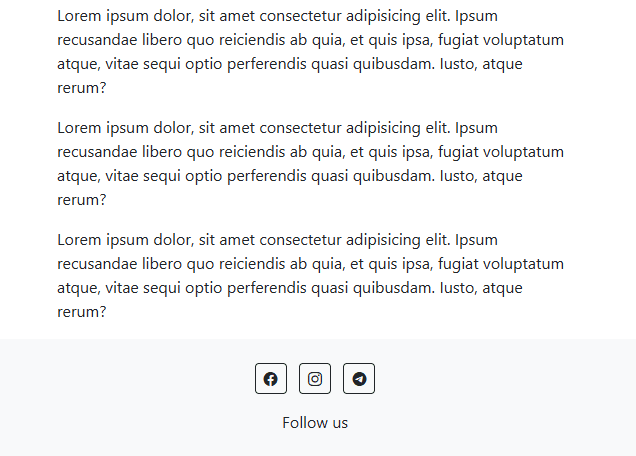 Lorem ipsum dolor, sit amet consectetur adipisicing elit. Ipsum
recusandae libero quo reiciendis ab quia, et quis ipsa, fugiat voluptatum
atque, vitae sequi optio perferendis quasi quibusdam. Iusto, atque
rerum?
Lorem ipsum dolor, sit amet consectetur adipisicing elit. Ipsum
recusandae libero quo reiciendis ab quia, et quis ipsa, fugiat voluptatum
atque, vitae sequi optio perferendis quasi quibusdam. Iusto, atque
rerum?
Lorem ipsum dolor, sit amet consectetur adipisicing elit. Ipsum
recusandae libero quo reiciendis ab quia, et quis ipsa, fugiat voluptatum
atque, vitae sequi optio perferendis quasi quibusdam. Iusto, atque
rerum?
Follow us